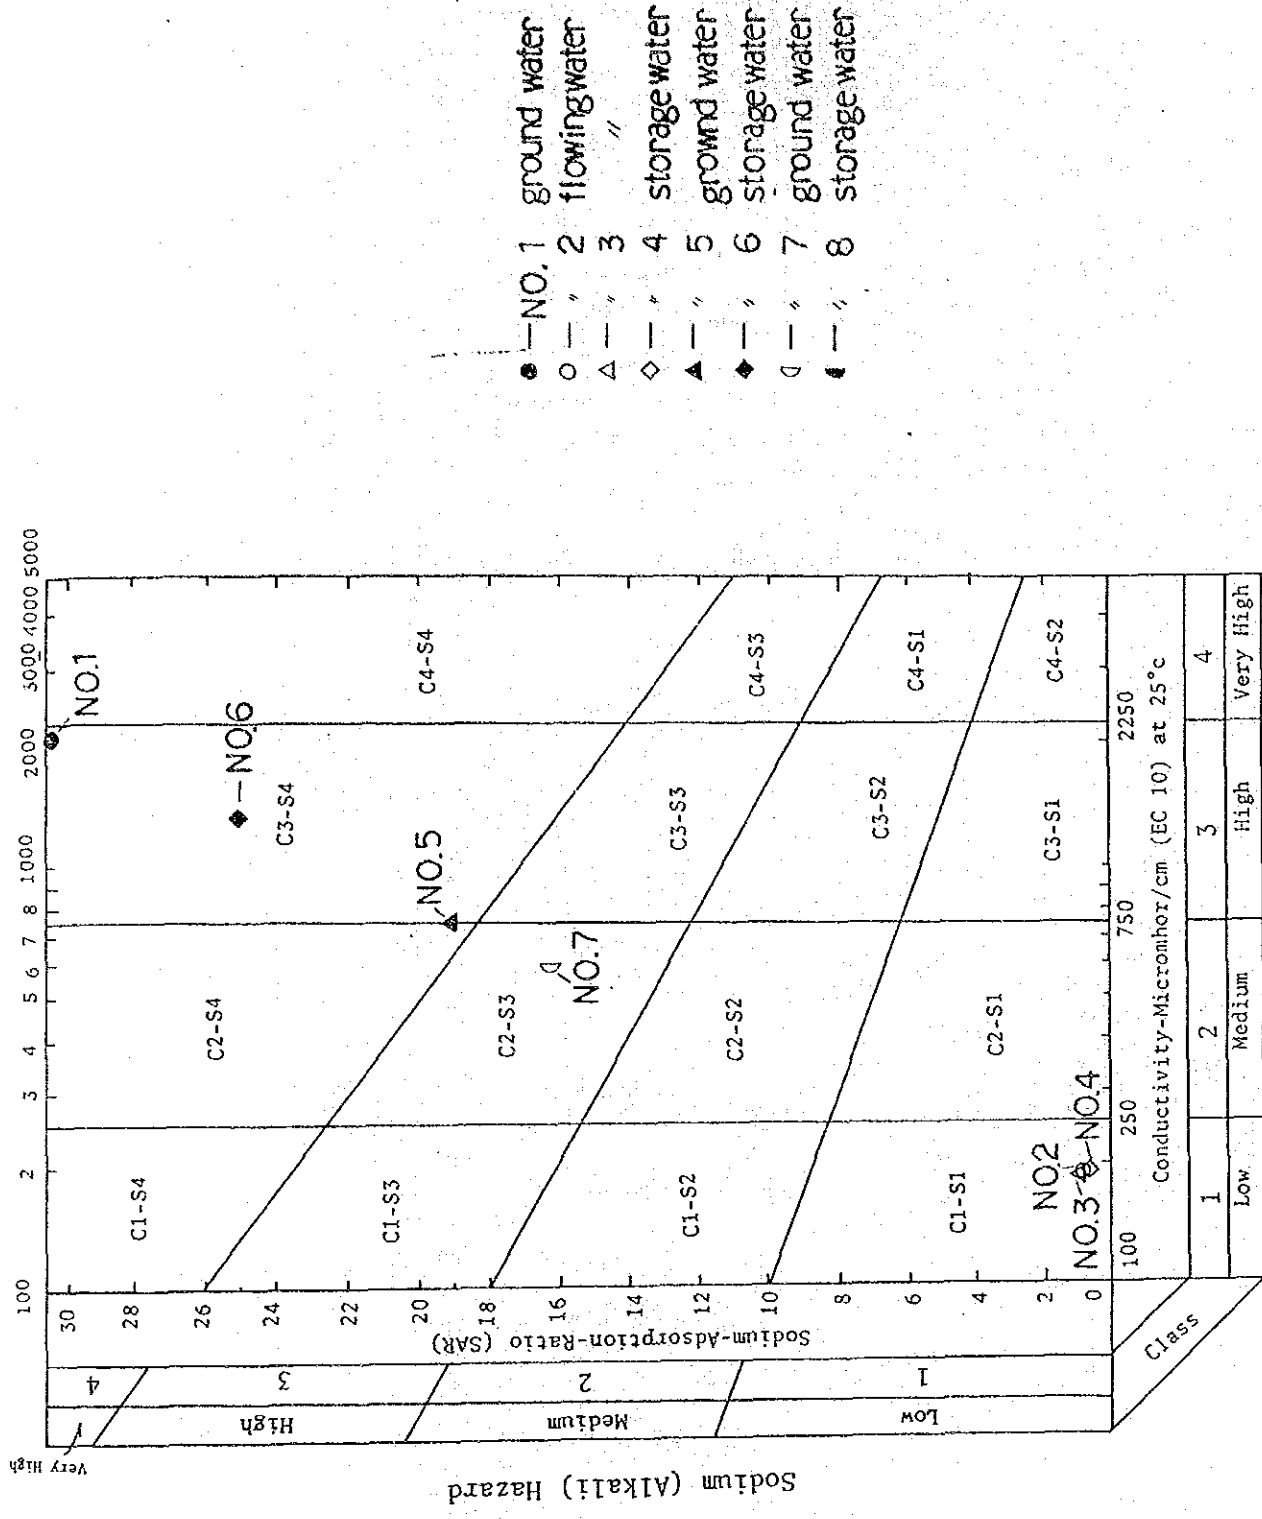 100 2 3 4 5 6 7 8 1000 2000 3000 4000 5000
30
28
26
24
22
20
18
16
14
12
10
8
6
4
2
0
Sodium-Adsorption-Ratio (SAR)
Sodium (Alkali) Hazard
Very High
High
Medium
Low
4
3
2
1
Class
C1-S4
C2-S4
C3-S4
C4-S4
C1-S3
C2-S3
C3-S3
C4-S3
C1-S2
C2-S2
C3-S2
C4-S1
C1-S1
C2-S1
C3-S1
C4-S2
NO.1
NO.6
NO.5
NO.7
NO.2
NO.3
NO.4
100 250 750 2250
Conductivity-Micromhor/cm (EC 10) at 25°c
1 2 3 4
Low Medium High Very High
● — NO. 1 ground water
○ — 〃 2 flowing water
△ — 〃 3 〃
◇ — 〃 4 storage water
▲ — 〃 5 grownd water
◆ — 〃 6 storage water
— 〃 7 ground water
— 〃 8 storage water